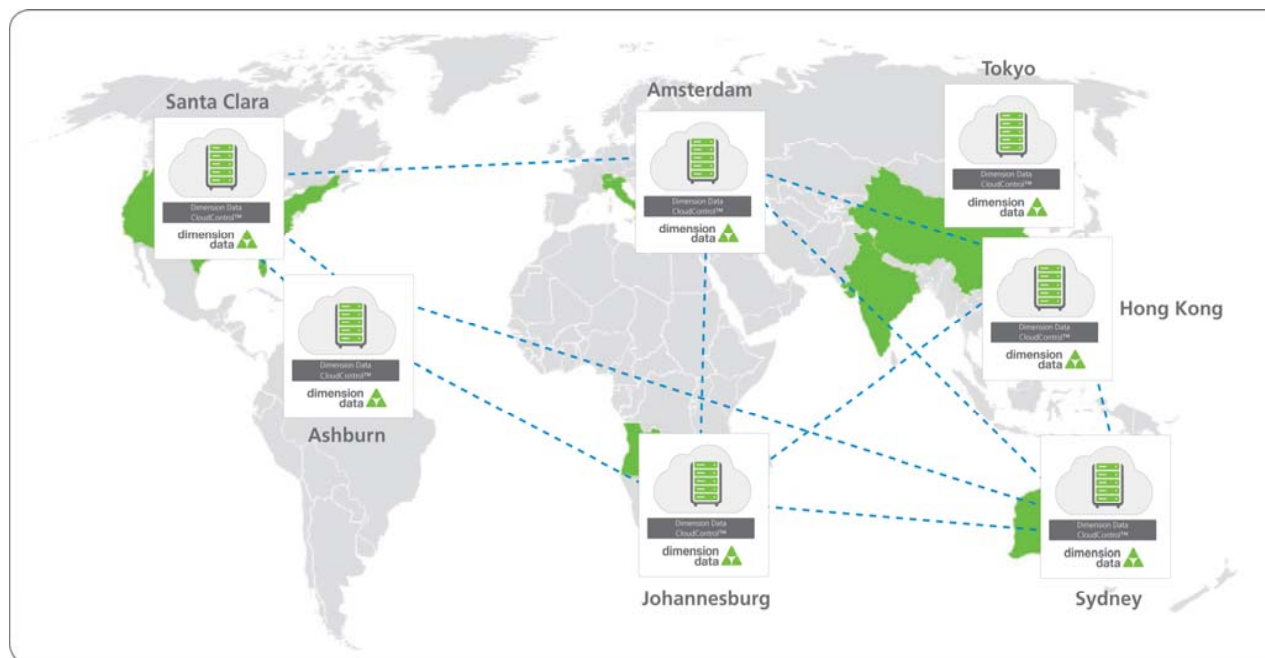 Santa Clara
Dimension Data
CloudControl™
dimension
data
Amsterdam
Dimension Data
CloudControl™
dimension
data
Tokyo
Dimension Data
CloudControl™
dimension
data
Dimension Data
CloudControl™
dimension
data
Ashburn
Dimension Data
CloudControl™
dimension
data
Hong Kong
Dimension Data
CloudControl™
dimension
data
Johannesburg
Dimension Data
CloudControl™
dimension
data
Sydney